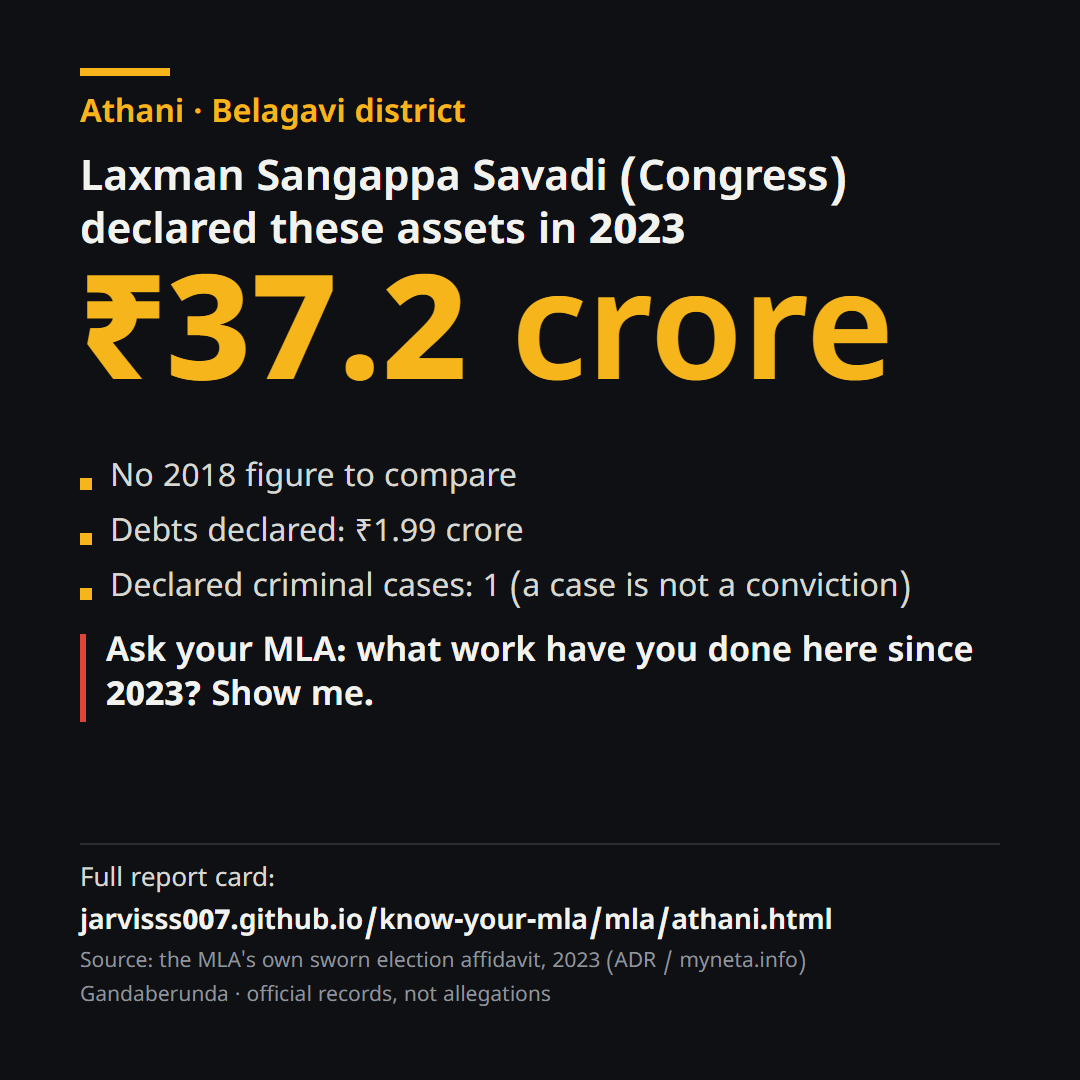 Athani · Belagavi district
Laxman Sangappa Savadi (Congress)
declared these assets in 2023
₹37.2 crore
No 2018 figure to compare
Debts declared: ₹1.99 crore
Declared criminal cases: 1 (a case is not a conviction)
Ask your MLA: what work have you done here since
2023? Show me.
Full report card:
jarvisss007.github.io/know-your-mla/mla/athani.html
Source: the MLA's own sworn election affidavit, 2023 (ADR / myneta.info)
Gandaberunda · official records, not allegations